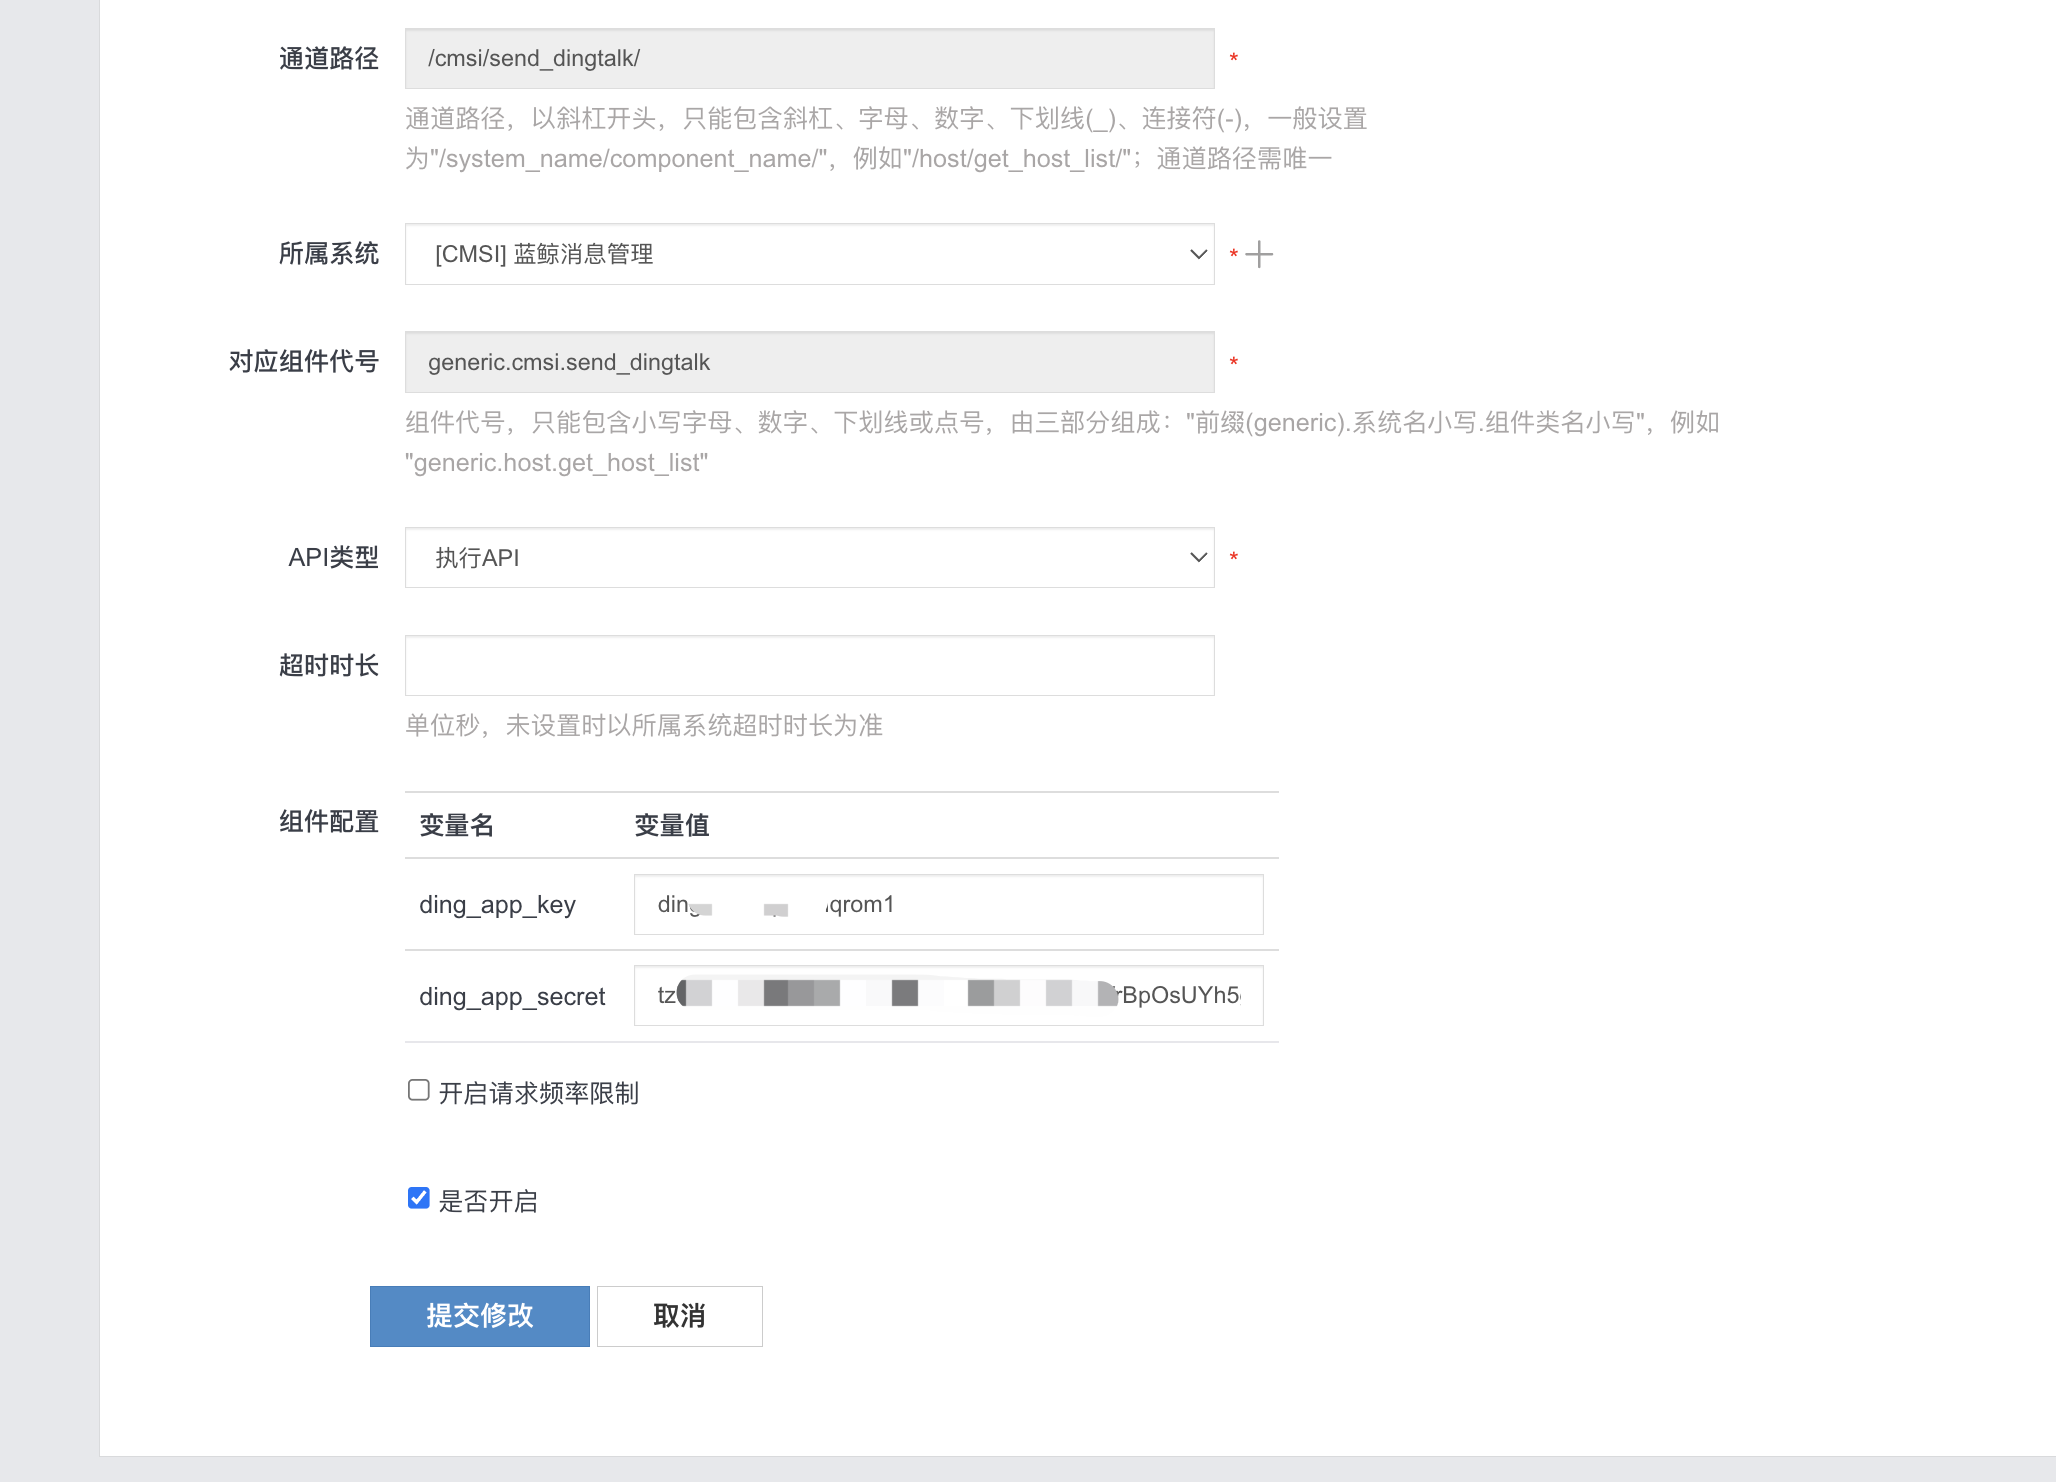 通道路径 /cmsi/send_dingtalk/ *
通道路径，以斜杠开头，只能包含斜杠、字母、数字、下划线(_)、连接符(-)，一般设置
为"/system_name/component_name/"，例如"/host/get_host_list/"；通道路径需唯一
所属系统 [CMSI] 蓝鲸消息管理 *
对应组件代号 generic.cmsi.send_dingtalk *
组件代号，只能包含小写字母、数字、下划线或点号，由三部分组成："前缀(generic).系统名小写.组件类名小写"，例如
"generic.host.get_host_list"
API类型 执行API *
超时时长
单位秒，未设置时以所属系统超时时长为准
组件配置 变量名 变量值
ding_app_key din qrom1
ding_app_secret tz rBpOsUYh5
开启请求频率限制
是否开启
提交修改 取消